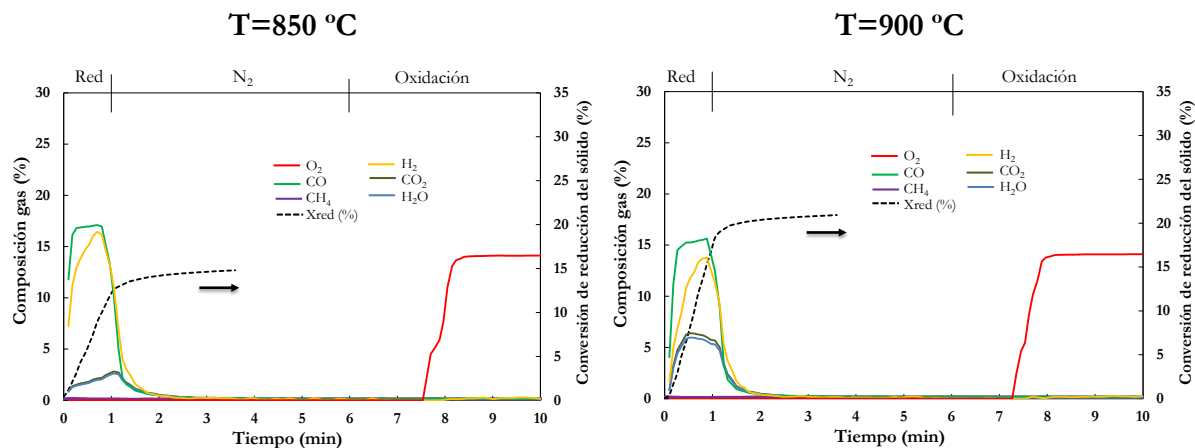 T=850 ºC
Red
N2
Oxidación
30
25
20
15
10
5
0
35
30
25
20
15
10
5
0
Composición gas (%)
Conversión de reducción del sólido (%)
O2
H2
CO
CO2
CH4
H2O
Xred (%)
0 1 2 3 4 5 6 7 8 9 10
Tiempo (min)
T=900 ºC
Red
N2
Oxidación
30
25
20
15
10
5
0
35
30
25
20
15
10
5
0
Composición gas (%)
Conversión de reducción del sólido (%)
O2
H2
CO
CO2
CH4
H2O
Xred (%)
0 1 2 3 4 5 6 7 8 9 10
Tiempo (min)